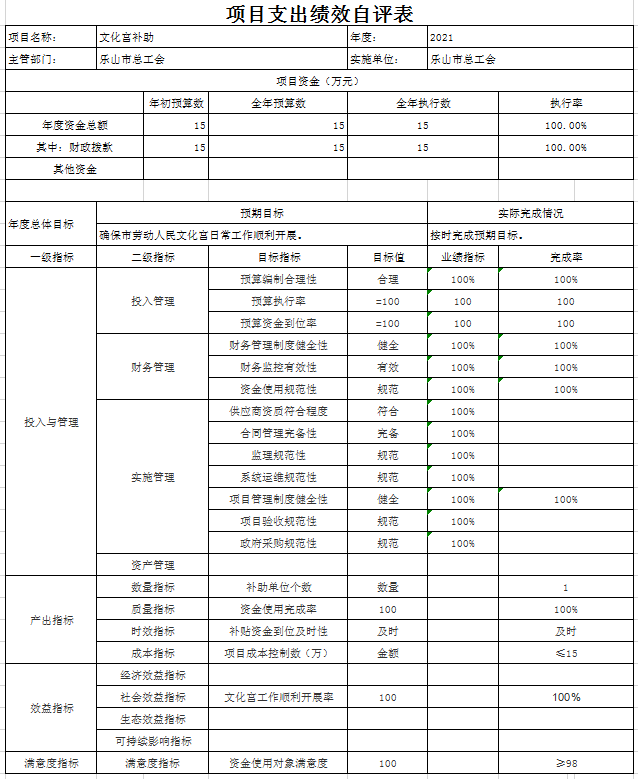 项目支出绩效自评表
项目名称: 文化宫补助 年度: 2021
主管部门: 乐山市总工会 实施单位: 乐山市总工会
项目资金（万元）
年初预算数 全年预算数 全年执行数 执行率
年度资金总额 15 15 15 100.00%
其中: 财政拨款 15 15 15 100.00%
其他资金
年度总体目标 预期目标 实际完成情况
确保市劳动人民文化宫日常工作顺利开展。 按时完成预期目标。
一级指标 二级指标 目标指标 目标值 业绩指标 完成率
投入与管理 投入管理 预算编制合理性 合理 100% 100%
预算执行率 =100 100 100
预算资金到位率 =100 100 100
财务管理 财务管理制度健全性 健全 100% 100%
财务监控有效性 有效 100% 100%
资金使用规范性 规范 100% 100%
实施管理 供应商资质符合程度 符合 100%
合同管理完备性 完备 100%
监理规范性 规范 100%
系统运维规范性 规范 100%
项目管理制度健全性 健全 100% 100%
项目验收规范性 规范 100%
政府采购规范性 规范 100%
资产管理
产出指标 数量指标 补助单位个数 数量 1
质量指标 资金使用完成率 100 100%
时效指标 补贴资金到位及时性 及时 及时
成本指标 项目成本控制数（万） 金额 ≤15
效益指标 经济效益指标
社会效益指标 文化宫工作顺利开展率 100 100%
生态效益指标
可持续影响指标
满意度指标 满意度指标 资金使用对象满意度 100 ≥98